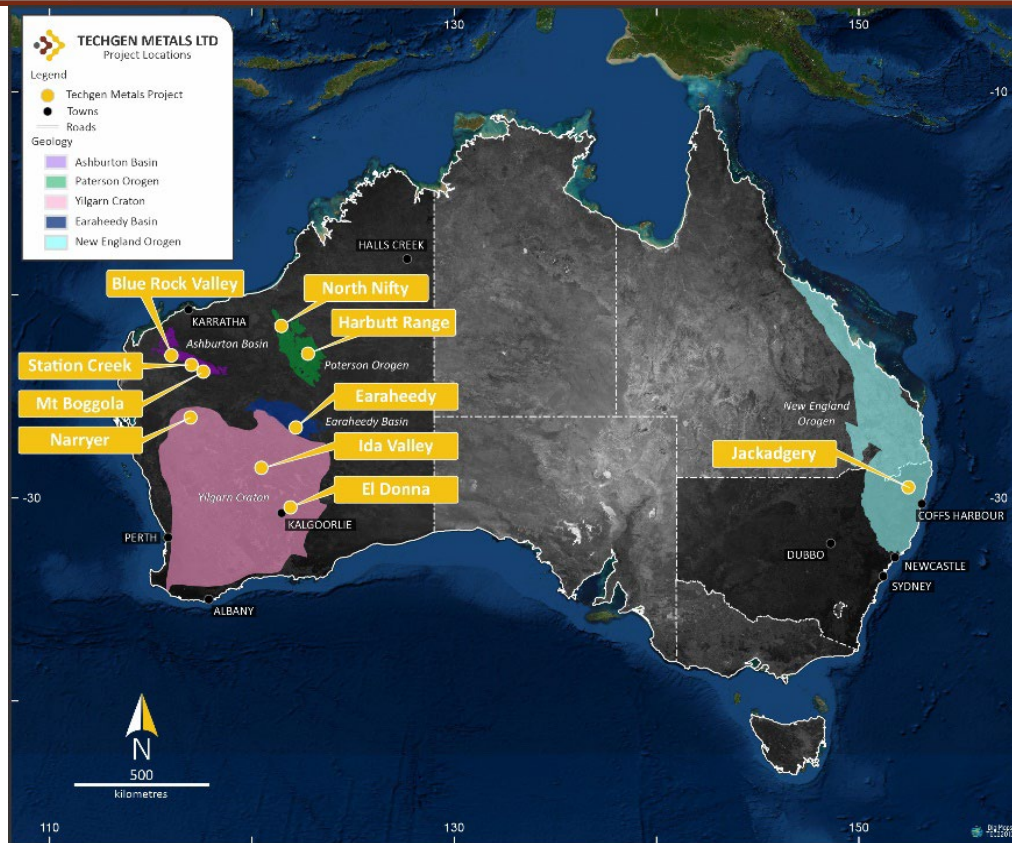 130
150
TECHGEN METALS LTD
Project Locations
Legend
Techgen Metals Project
Towns
Roads
Geology
Ashburton Basin
Paterson Orogen
Yilgarn Craton
Earaheedy Basin
New England Orogen
-10
HALLS CREEK
Blue Rock Valley
North Nifty
KARRATHA
Harbutt Range
Ashburton Basin
Station Creek
Paterson Orogen
Mt Boggola
Earaheedy
New England
Orogen
Earaheedy Basin
Narryer
Ida Valley
Jackadgery
El Donna
-30
Yilgarn Craton
-30
KALGOORLIE
COFFS HARBOUR
PERTH
DUBBO
NEWCASTLE
SYDNEY
ALBANY
N
500
kilometres
110
130
150